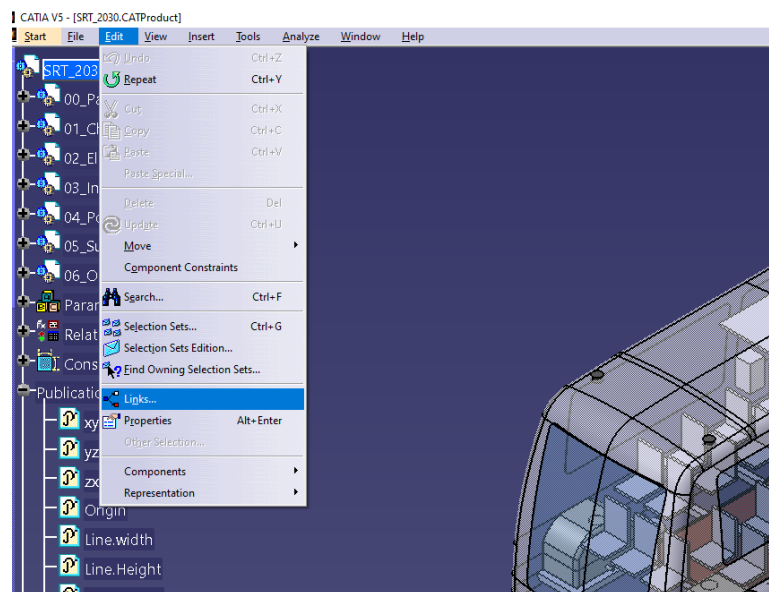 CATIA V5 - [SRT_2030.CATProduct]
Start File Edit View Insert Tools Analyze Window Help
Undo Ctrl+Z
SRT_203
Repeat Ctrl+Y
00_Pa
Cut Ctrl+X
01_Cl
Copy Ctrl+C
02_El
Paste Ctrl+V
Paste Special...
03_In
Delete Del
04_Po
Update Ctrl+U
05_Su
Move
06_O
Component Constraints
Search... Ctrl+F
Param
Selection Sets... Ctrl+G
Relat
Selection Sets Edition...
Cons
Find Owning Selection Sets...
Publicatio
Links...
xy
Properties Alt+Enter
Other Selection...
yz
Components
zx
Representation
Origin
Line.width
Line.Height